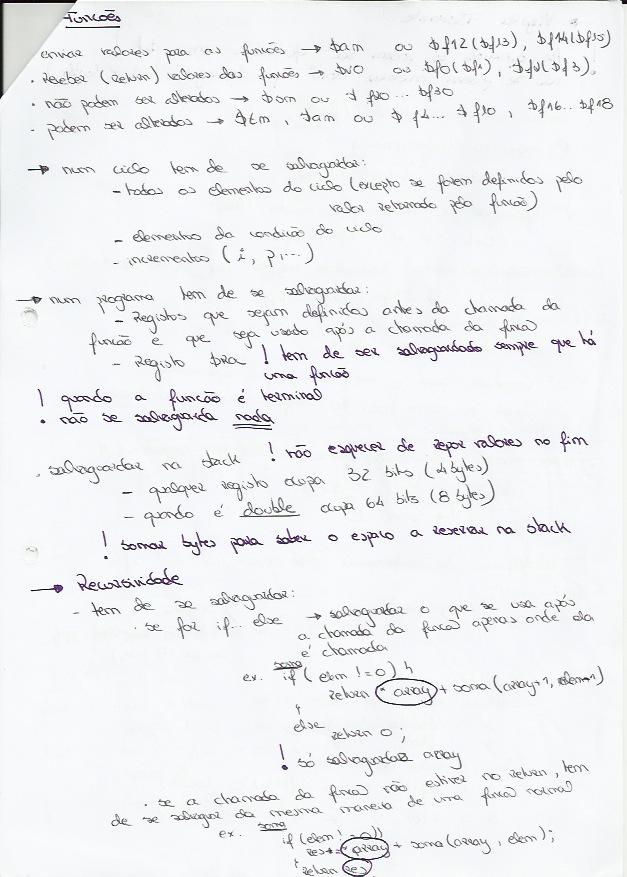 Funcões
enviar valores para as funcões → $am ou $f12($f13), $f14($f15)
· receber (return) valores das funcões → $v0 ou $f0($f1), $f2($f3),
· não podem ser alterados → $sm ou $f20 ... $f30
- podem ser alterados → $tm, $am ou $f4... $f10, $f16... $f18
→ num ciclo tem de se salvaguardar:
- todos os elementos do ciclo (excepto se forem definidos pelo
valor retornado pelo funcão)
- elementos da condicão do ciclo
- incrementos (i, p, ...)
→ num programa tem de se salvaguardar:
- Registos que sejam definidos antes da chamada da
funcão e que seja usado após a chamada da funcao
- Registo $ra ! tem de ser salvaguardado sempre que há
uma funcão
! quando a funcão é terminal
· não se salvaguarda nada
. salvaguardar na stack ! não esquecer de repor valores no fim
- qualquer registo ocupa 32 bits (4 bytes)
- quando é double ocupa 64 bits (8 bytes)
! somar bytes para saber o espaço a reservar na stack
→ Recursividade
- tem de se salvaguardar:
· se for if... else → salvaguardar o que se usa após
a chamada da funcao apenas onde ela
é chamada
soma
ex. if (elem != 0) {
return * array + soma (array+1, elem-1)
}
else
return 0;
! só salvaguardar array
· se a chamada da funcao não estiver no return, tem
de se salvaguar da mesma maneira de uma funcao normal
soma
ex. if (elem != 0))
res = * array + soma (array, elem);
return res